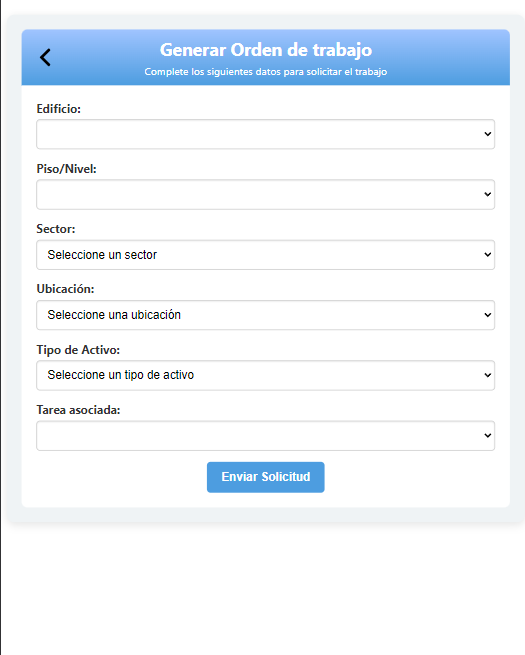 Generar Orden de trabajo
Complete los siguientes datos para solicitar el trabajo
Edificio:
Piso/Nivel:
Sector:
Seleccione un sector
Ubicación:
Seleccione una ubicación
Tipo de Activo:
Seleccione un tipo de activo
Tarea asociada:
Enviar Solicitud